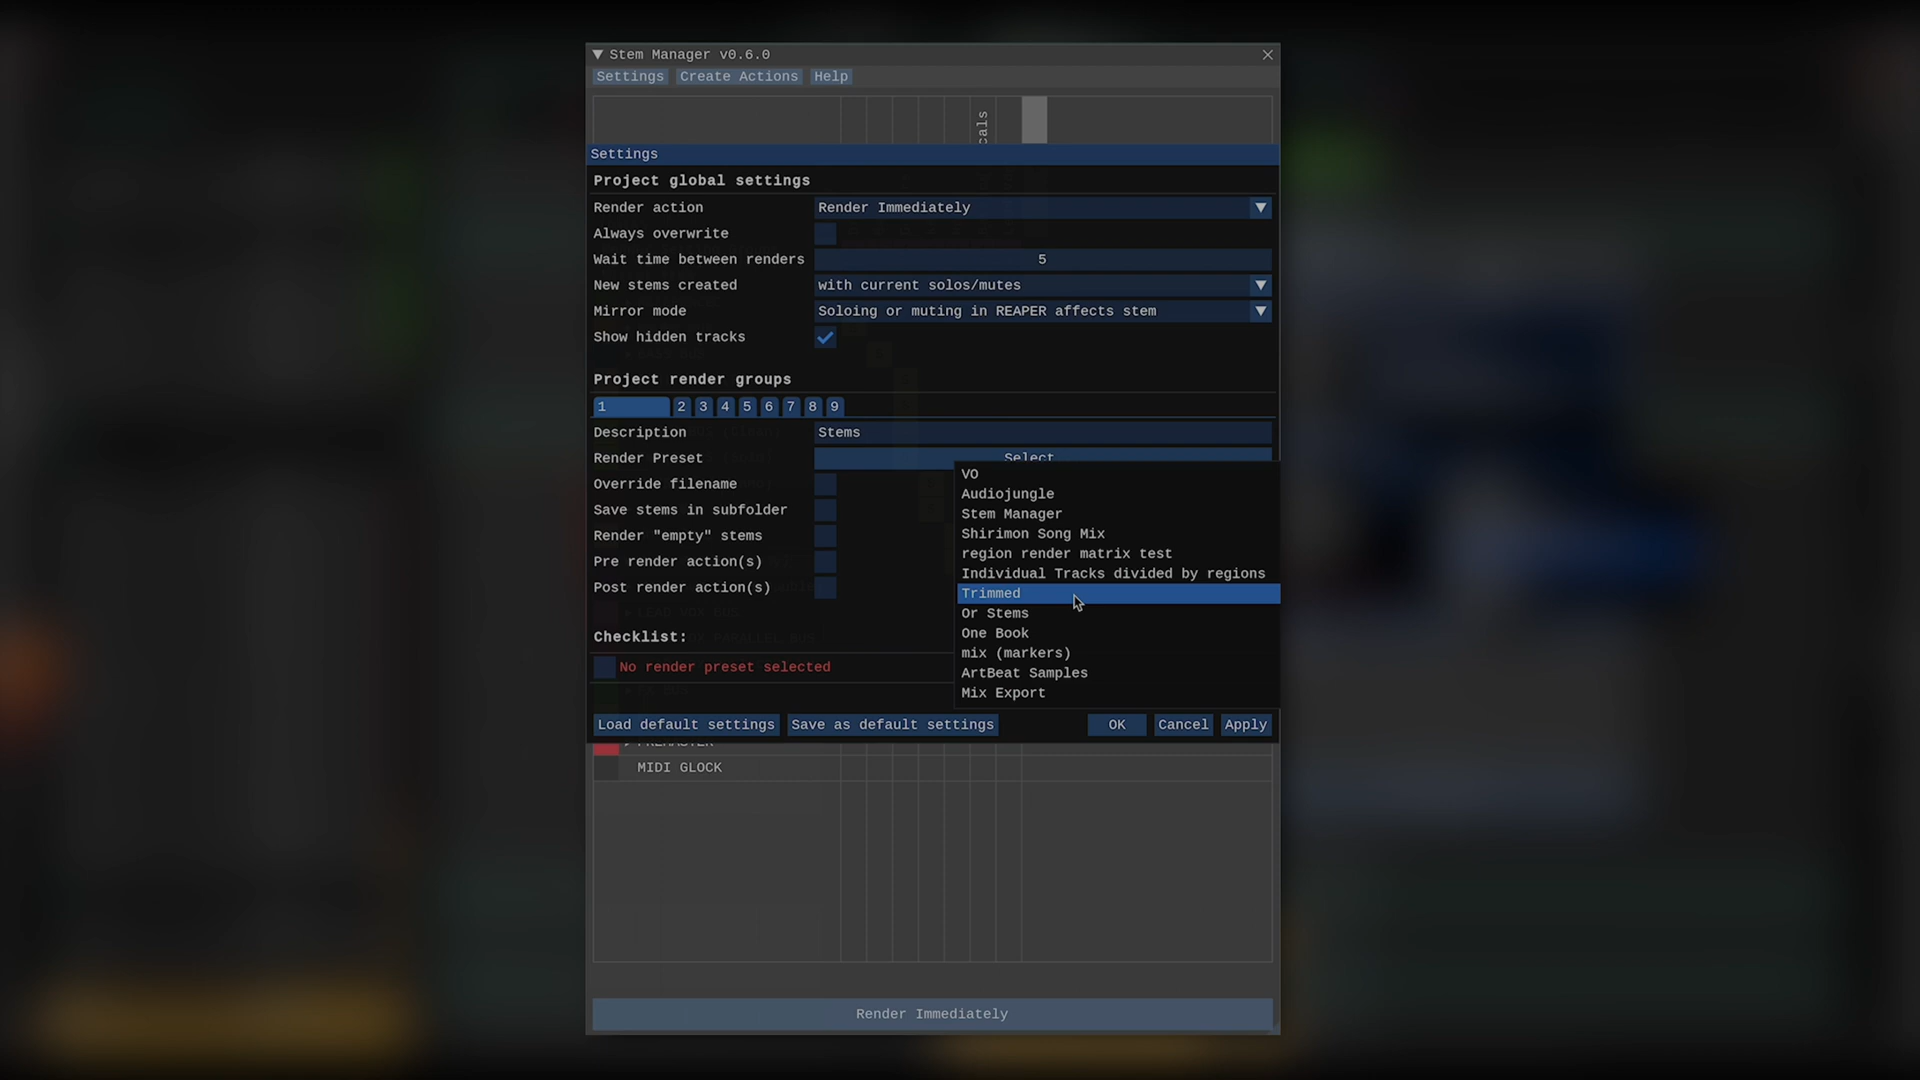 Stem Manager v0.6.0
Settings Create Actions Help
cals
Settings
Project global settings
Render action Render Immediately
Always overwrite
Wait time between renders 5
New stems created with current solos/mutes
Mirror mode Soloing or muting in REAPER affects stem
Show hidden tracks
Project render groups
1 2 3 4 5 6 7 8 9
Description Stems
Render Preset Select
VO
Override filename
Audiojungle
Save stems in subfolder
Stem Manager
Render "empty" stems
Shirimon Song Mix
Pre render action(s)
region render matrix test
Post render action(s)
Individual Tracks divided by regions
Trimmed
LEAD VOX BUS
Or Stems
Checklist:
One Book
No render preset selected
mix (markers)
ArtBeat Samples
Mix Export
Load default settings Save as default settings OK Cancel Apply
PREMASTER
MIDI GLOCK
Render Immediately